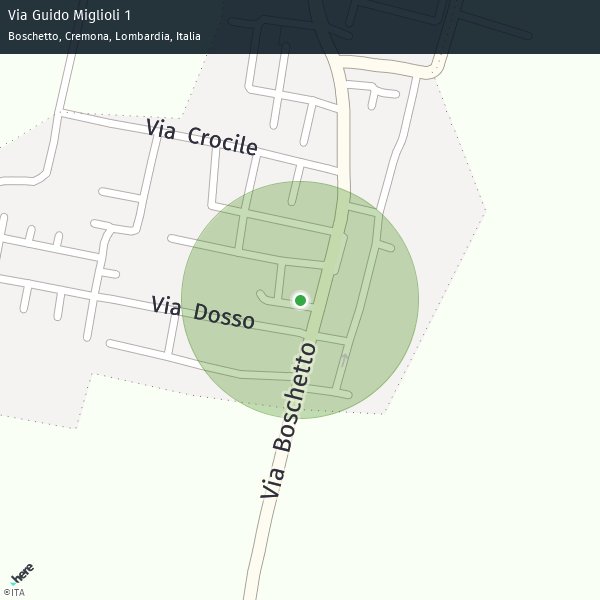 Via Guido Miglioli 1
Boschetto, Cremona, Lombardia, Italia
Via Crocile
Via Dosso
Via Boschetto
here
©ITA